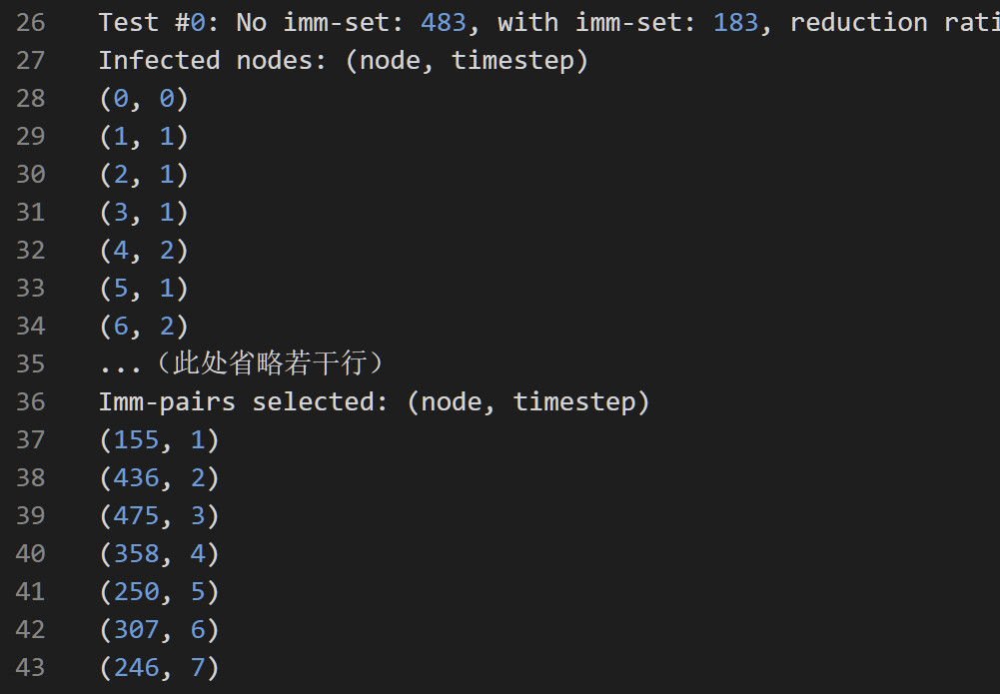 26 Test #0: No imm-set: 483, with imm-set: 183, reduction
27 Infected nodes: (node, timestep)
28 (0, 0)
29 (1, 1)
30 (2, 1)
31 (3, 1)
32 (4, 2)
33 (5, 1)
34 (6, 2)
35 ...（此处省略若干行）
36 Imm-pairs selected: (node, timestep)
37 (155, 1)
38 (436, 2)
39 (475, 3)
40 (358, 4)
41 (250, 5)
42 (307, 6)
43 (246, 7)